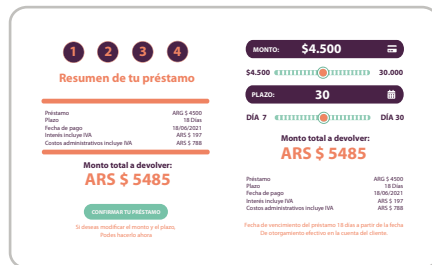 1 2 3 4
Resumen de tu préstamo
Préstamo ARG $ 4500
Plazo 18 Días
Fecha de pago 18/06/2021
Interés incluye IVA ARS $ 197
Costos administrativos incluye IVA ARS $ 788
Monto total a devolver:
ARS $ 5485
CONFIRMAR TU PRÉSTAMO
Si deseas modificar el monto y el plazo.
Podes hacerlo ahora
MONTO: $4.500
$4.500 30.000
PLAZO: 30
DÍA 7 DÍA 30
Monto total a devolver:
ARS $ 5485
Préstamo ARG $ 4500
Plazo 18 Días
Fecha de pago 18/06/2021
Interés incluye IVA ARS $ 197
Costos administrativos incluye IVA ARS $ 788
Fecha de vencimiento del préstamo 18 días a partir de la fecha
De otorgamiento efectivo en la cuenta del cliente.